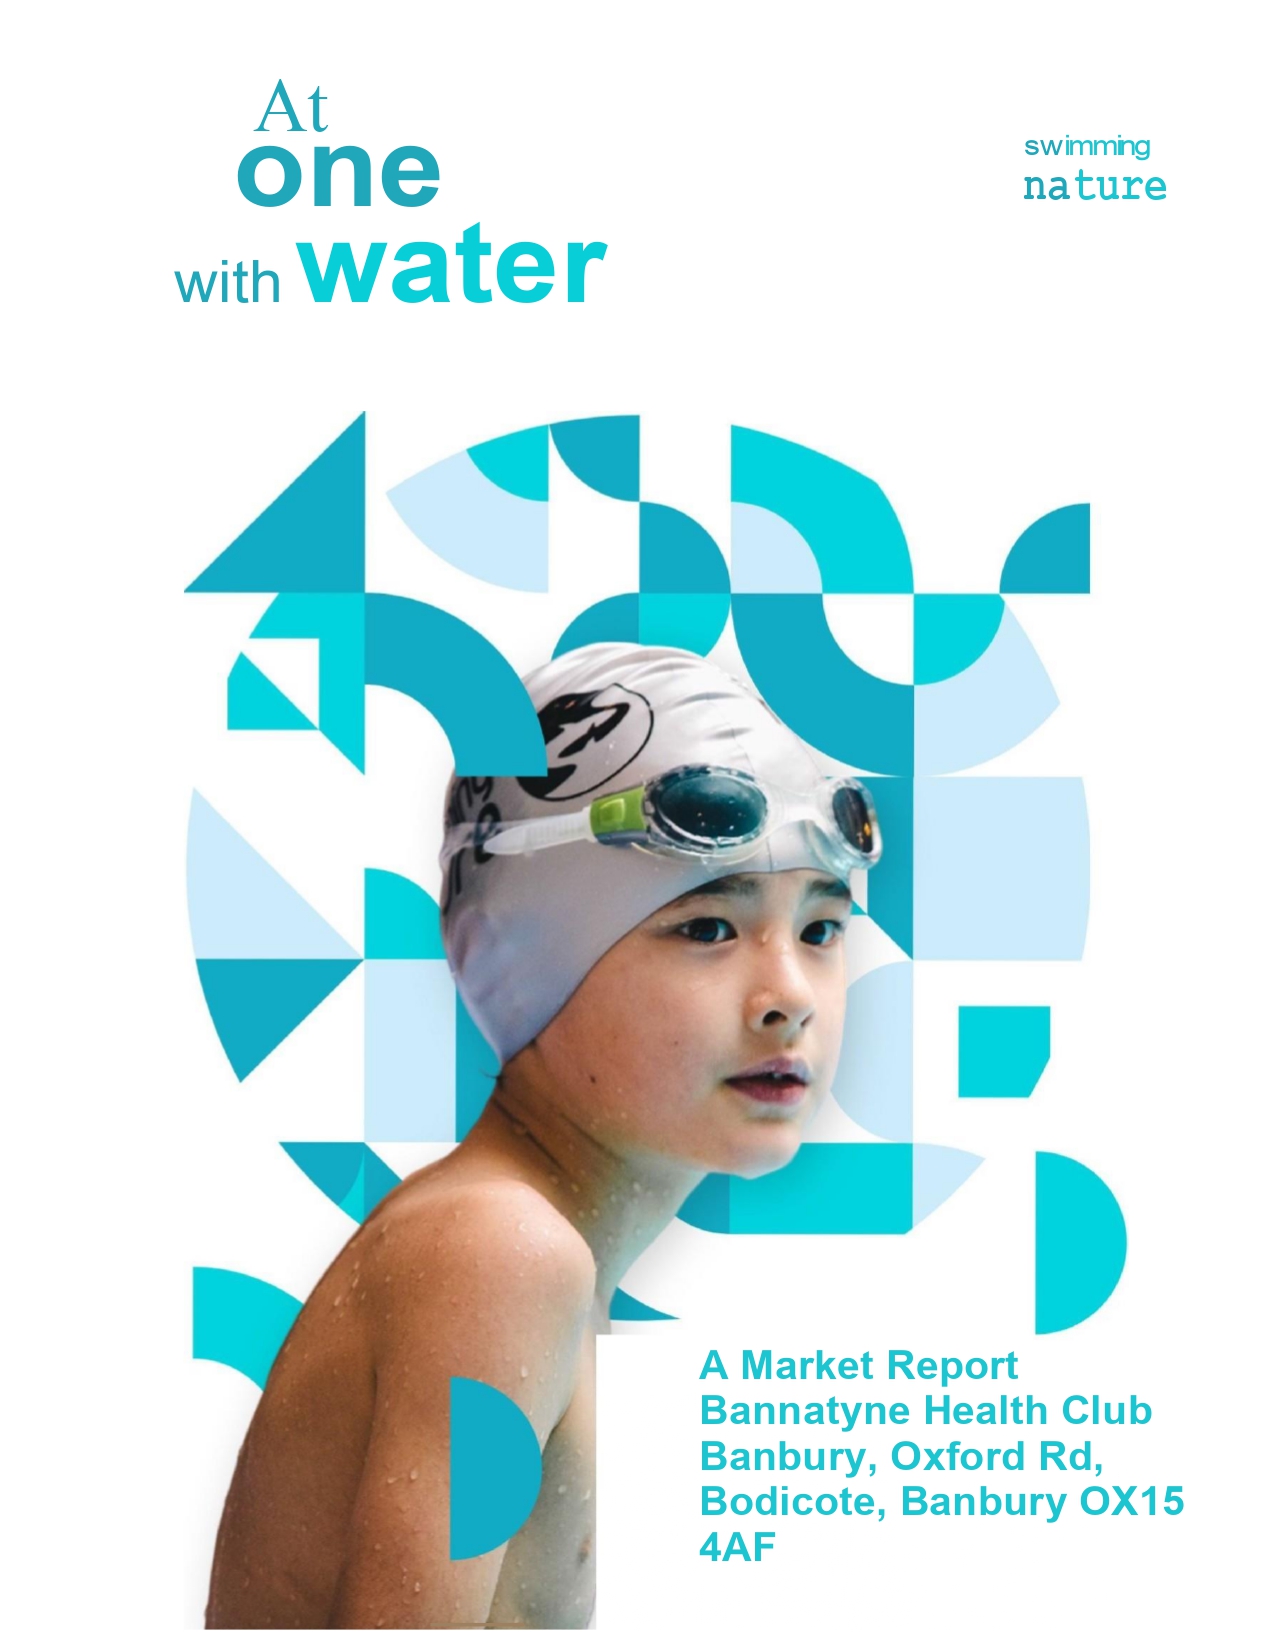 At
one
with water
swimming
nature
A Market Report
Bannatyne Health Club
Banbury, Oxford Rd,
Bodicote, Banbury OX15
4AF